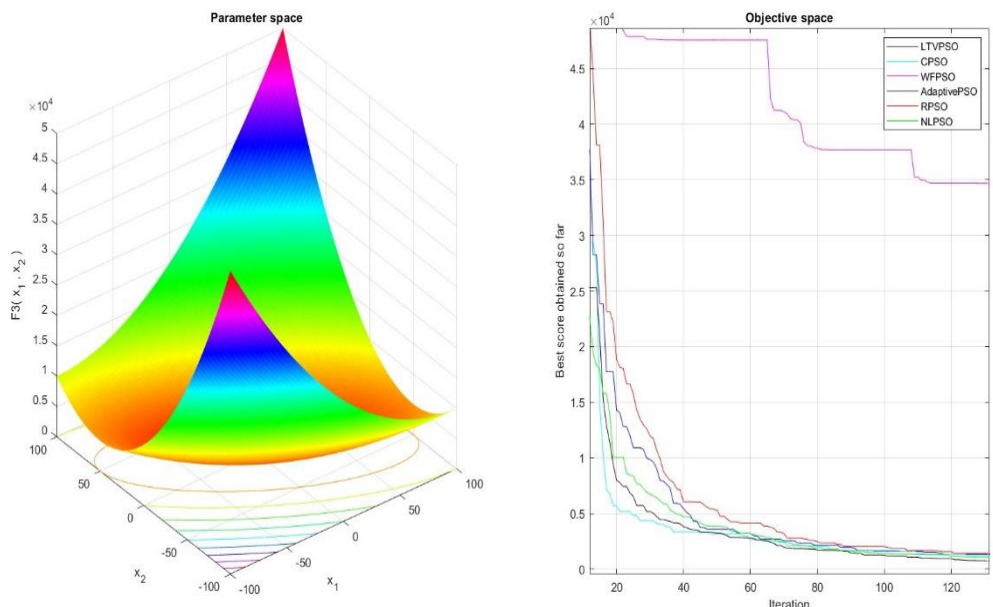 Parameter space
×10⁴
5
4.5
4
3.5
3
2.5
2
1.5
1
0.5
0
F3( x₁ , x₂ )
100
50
0
-50
-100
x₂
-100
-50
0
50
100
x₁
Objective space
×10⁴
4.5
4
3.5
3
2.5
2
1.5
1
0.5
0
Best score obtained so far
LTVPSO
CPSO
WFPSO
AdaptivePSO
RPSO
NLPSO
20 40 60 80 100 120
Iteration